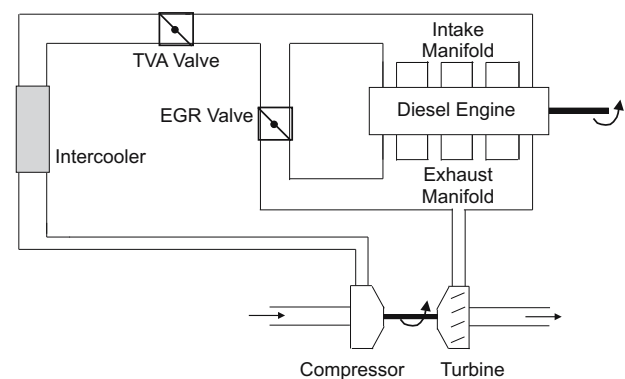 Intake
Manifold
TVA Valve
EGR Valve
Diesel Engine
Intercooler
Exhaust
Manifold
Compressor
Turbine